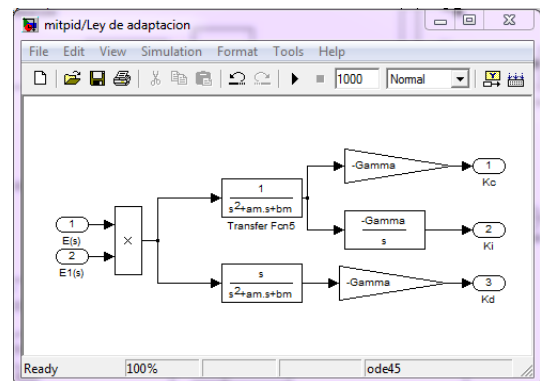 mitpid/Ley de adaptacion
File Edit View Simulation Format Tools Help
1000 Normal
1
E(s)
2
E1(s)
×
1
s2+am.s+bm
Transfer Fcn5
s
s2+am.s+bm
-Gamma
-Gamma
s
-Gamma
1
Kc
2
Ki
3
Kd
Ready 100% ode45